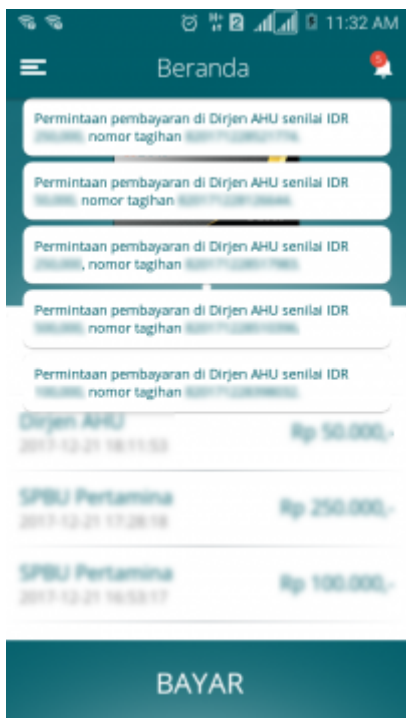 11:32 AM
Beranda
5
Permintaan pembayaran di Dirjen AHU senilai IDR
nomor tagihan
Permintaan pembayaran di Dirjen AHU senilai IDR
nomor tagihan
Permintaan pembayaran di Dirjen AHU senilai IDR
, nomor tagihan
Permintaan pembayaran di Dirjen AHU senilai IDR
nomor tagihan
Permintaan pembayaran di Dirjen AHU senilai IDR
nomor tagihan
Dirjen AHU
Rp 50.000,-
2017-12-21 18:11:53
SPBU Pertamina
Rp 250.000,-
2017-12-21 17:28:18
SPBU Pertamina
Rp 100.000,-
2017-12-21 16:53:17
BAYAR